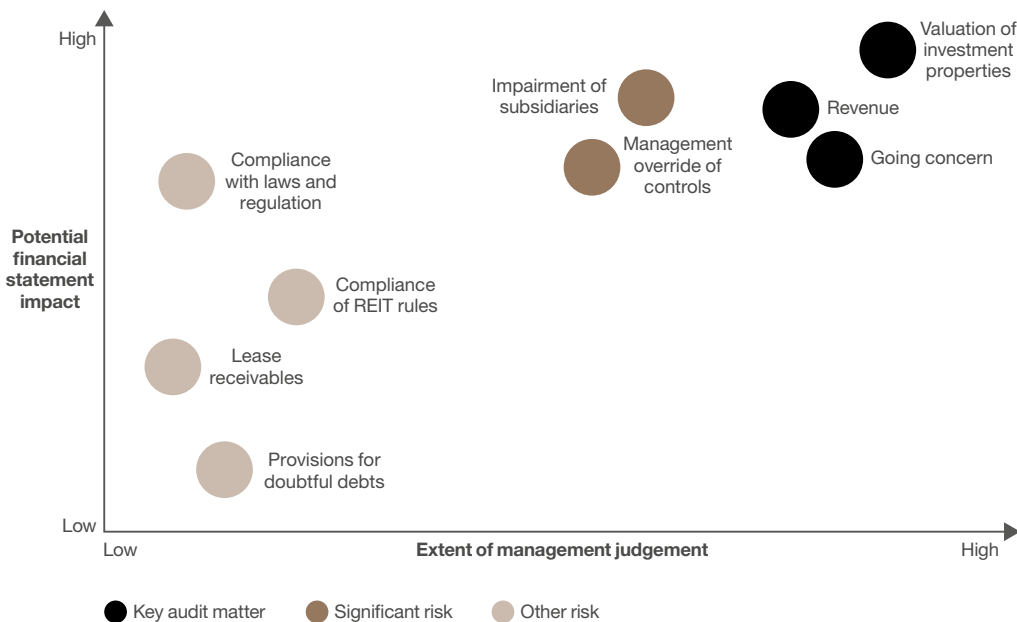 High
Valuation of
investment
properties
Impairment of
subsidiaries
Revenue
Management
override of
controls
Going concern
Compliance
with laws and
regulation
Potential
financial
statement
impact
Compliance
of REIT rules
Lease
receivables
Provisions for
doubtful debts
Low
Low
Extent of management judgement
High
Key audit matter
Significant risk
Other risk